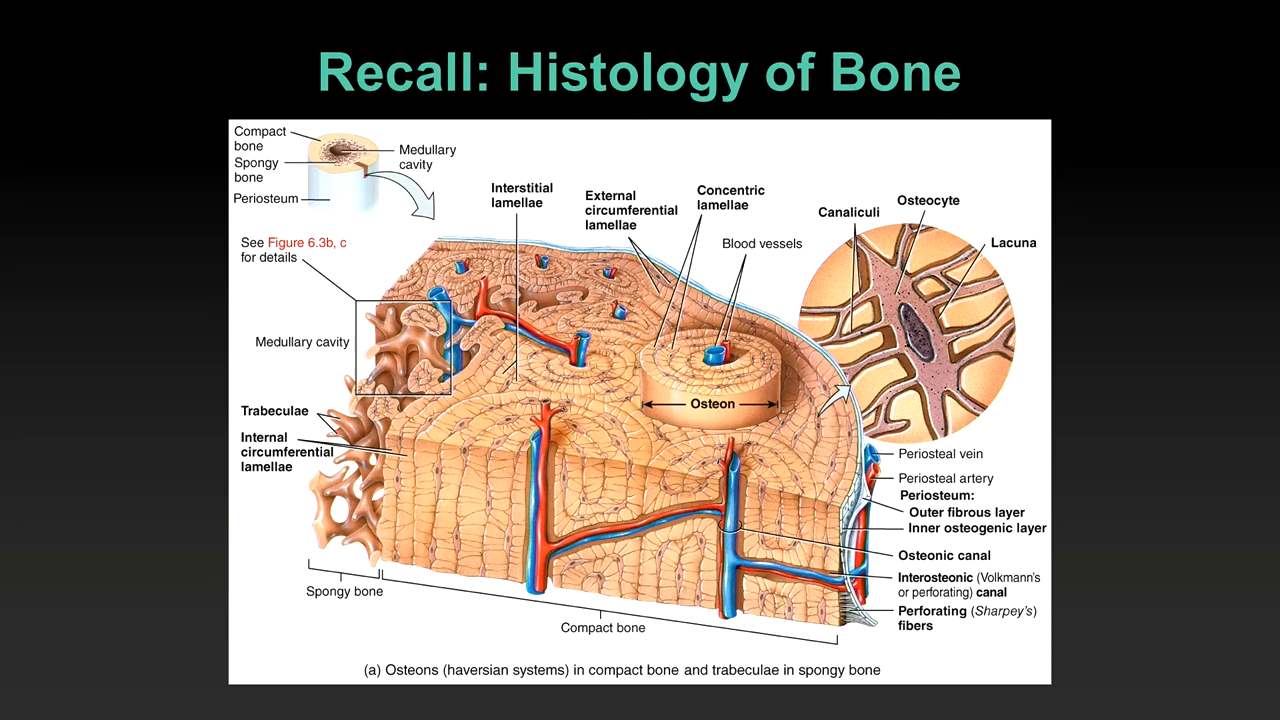 Recall: Histology of Bone
Compact
bone
Spongy
bone
Periosteum
Medullary
cavity
See Figure 6.3b, c
for details
Interstitial
lamellae
External
circumferential
lamellae
Concentric
lamellae
Blood vessels
Canaliculi
Osteocyte
Lacuna
Medullary cavity
Osteon
Trabeculae
Internal
circumferential
lamellae
Periosteal vein
Periosteal artery
Periosteum:
Outer fibrous layer
Inner osteogenic layer
Osteonic canal
Interosteonic (Volkmann's
or perforating) canal
Perforating (Sharpey's)
fibers
Spongy bone
Compact bone
(a) Osteons (haversian systems) in compact bone and trabeculae in spongy bone